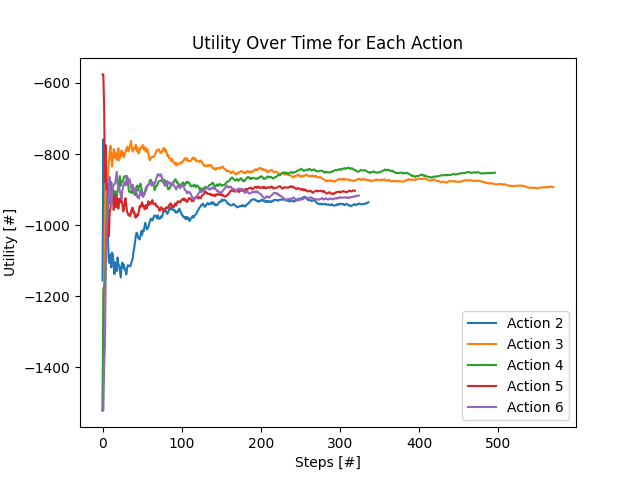 Utility Over Time for Each Action
Utility [#]
−600
−800
−1000
−1200
−1400
0 100 200 300 400 500
Steps [#]
Action 2
Action 3
Action 4
Action 5
Action 6